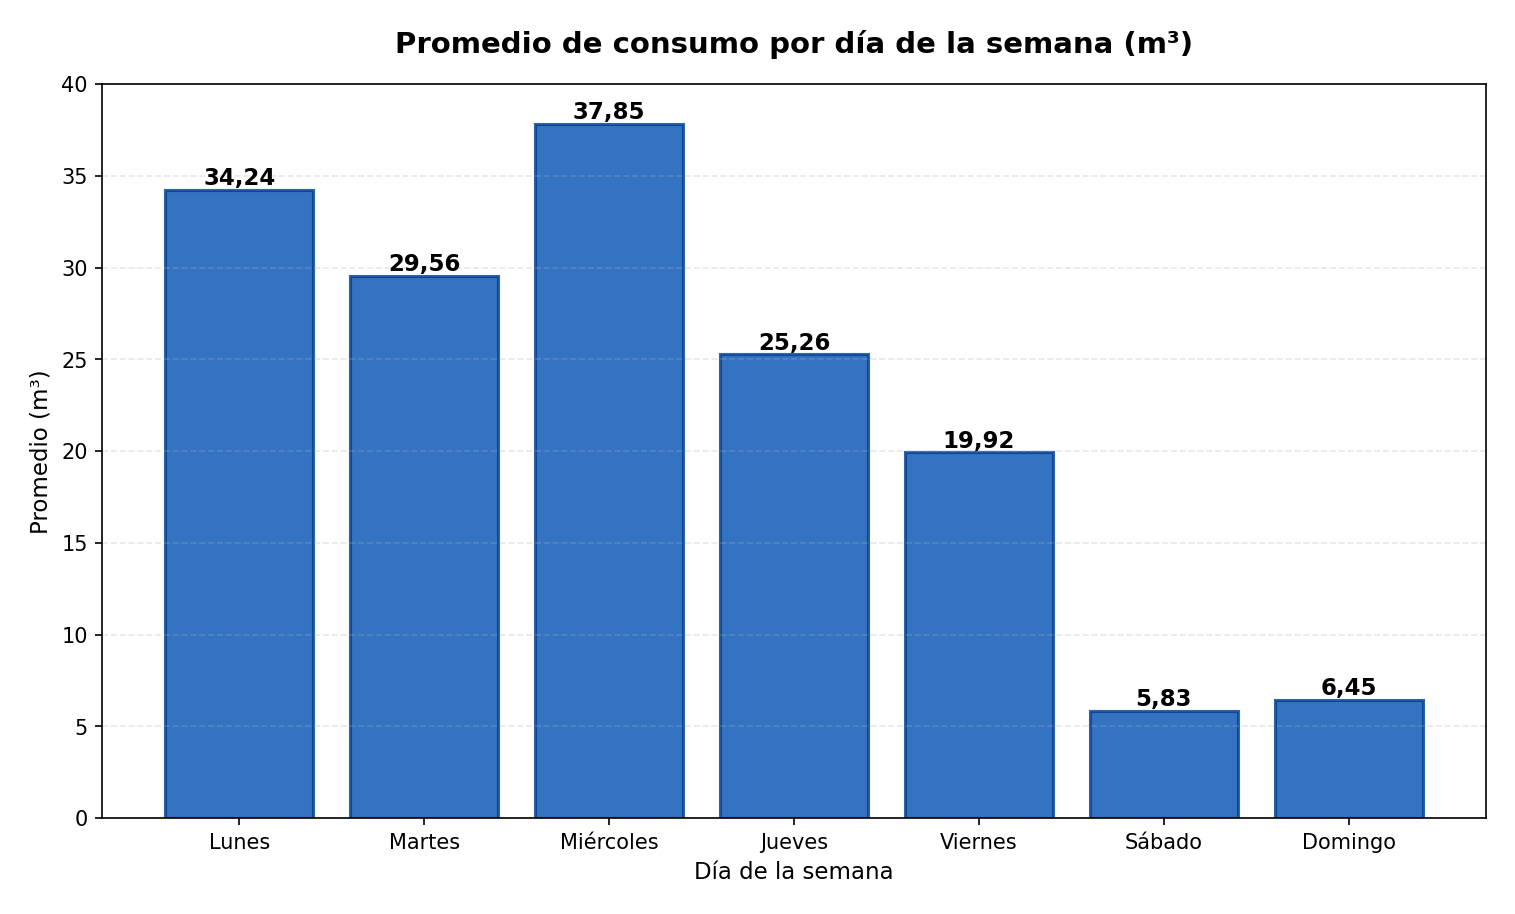 Promedio de consumo por día de la semana (m³)
Promedio (m³)
40
35
30
25
20
15
10
5
0
34,24
29,56
37,85
25,26
19,92
5,83
6,45
Lunes
Martes
Miércoles
Jueves
Viernes
Sábado
Domingo
Día de la semana